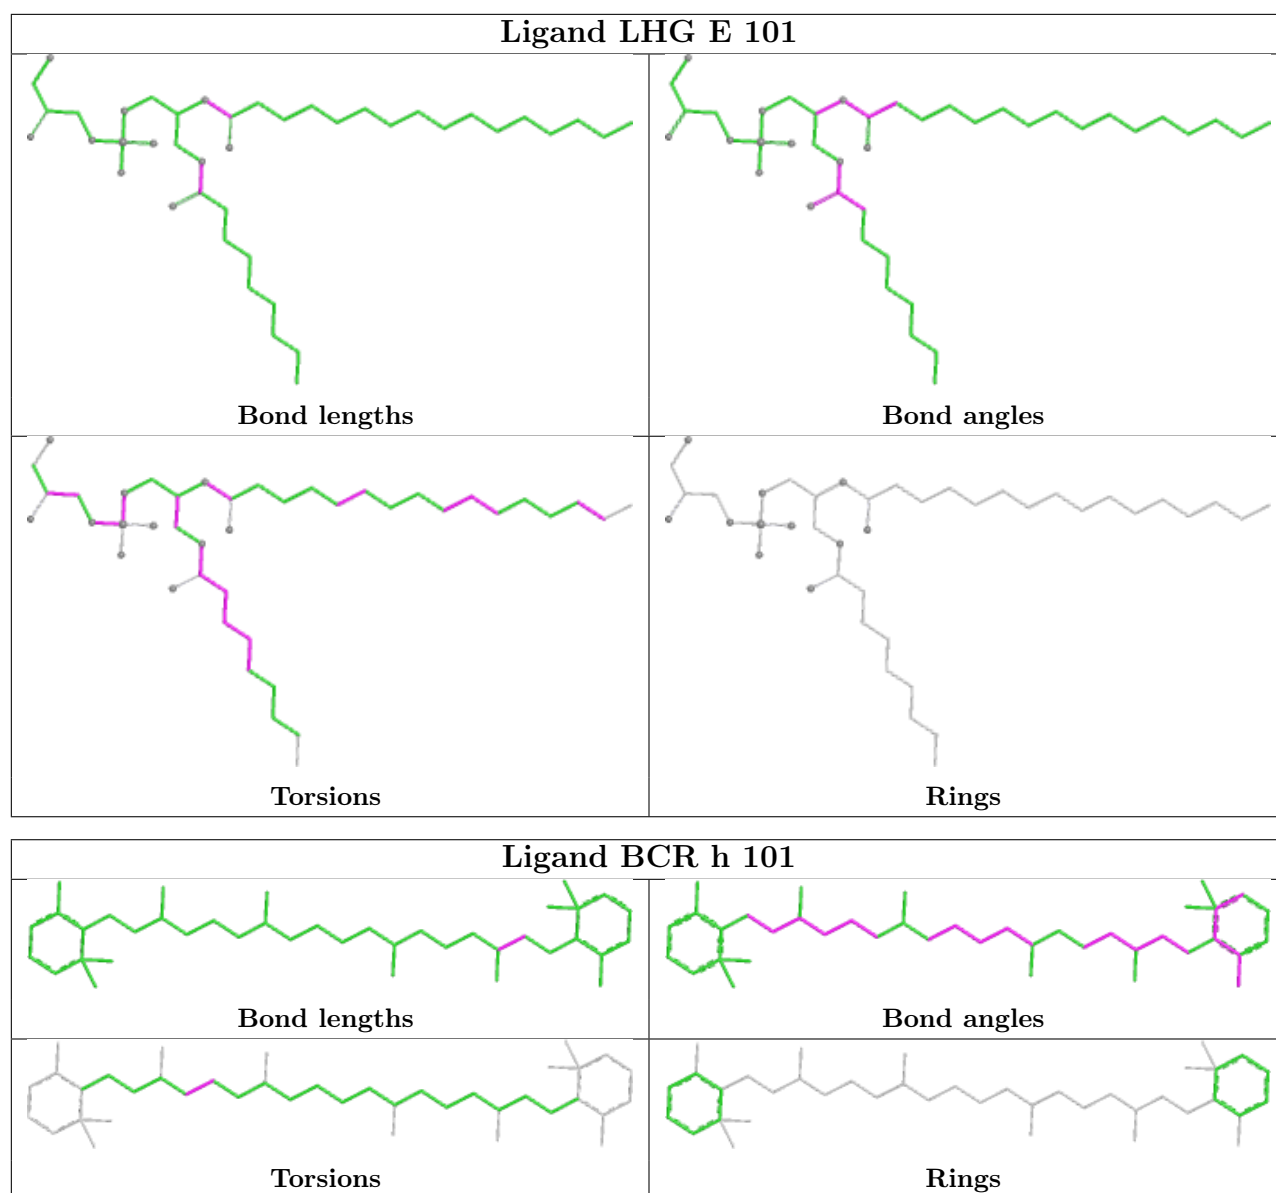 Ligand LHG E 101
Bond lengths
Bond angles
Torsions
Rings
Ligand BCR h 101
Bond lengths
Bond angles
Torsions
Rings